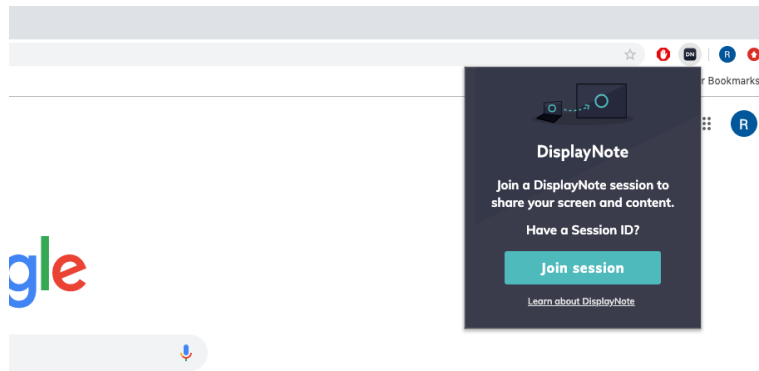 DN
R
r Bookmarks
R
DisplayNote
Join a DisplayNote session to
share your screen and content.
Have a Session ID?
Join session
Learn about DisplayNote
gle